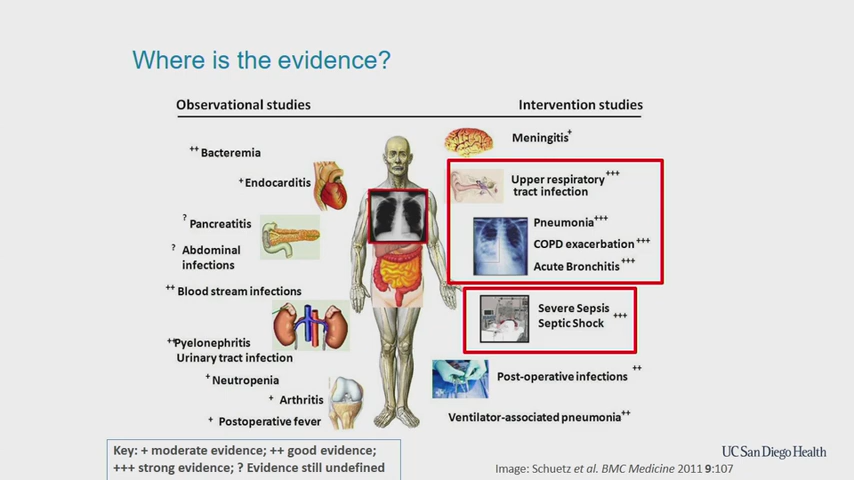 Where is the evidence?
Observational studies
Intervention studies
++ Bacteremia
+ Endocarditis
? Pancreatitis
? Abdominal
infections
++ Blood stream infections
++ Pyelonephritis
Urinary tract infection
+ Neutropenia
+ Arthritis
+ Postoperative fever
Meningitis+
Upper respiratory+++
tract infection
Pneumonia+++
COPD exacerbation+++
Acute Bronchitis+++
Severe Sepsis
Septic Shock +++
Post-operative infections ++
Ventilator-associated pneumonia++
Key: + moderate evidence; ++ good evidence;
+++ strong evidence; ? Evidence still undefined
UC San Diego Health
Image: Schuetz et al. BMC Medicine 2011 9:107